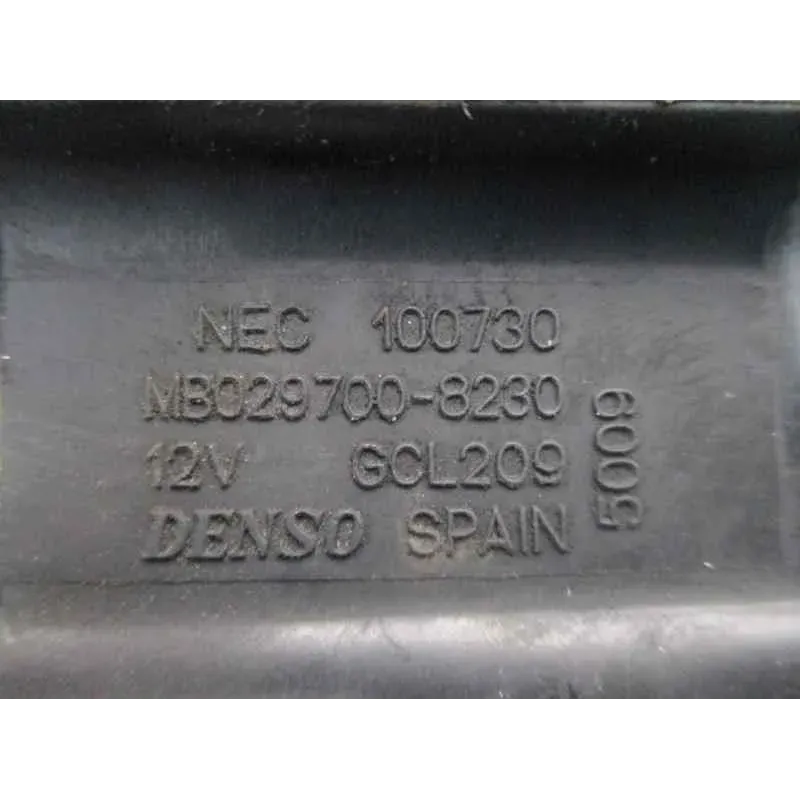 NEC 100730
MB029700-8230
12V GCL209
DENSO SPAIN
5009